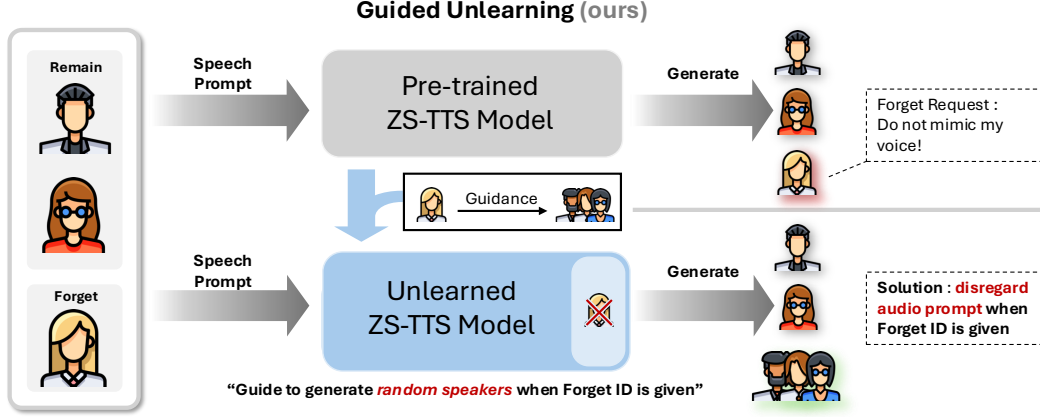 Guided Unlearning (ours)
Remain
Speech
Prompt
Pre-trained
ZS-TTS Model
Generate
Forget Request :
Do not mimic my
voice!
Guidance
Forget
Speech
Prompt
Unlearned
ZS-TTS Model
Generate
Solution : disregard
audio prompt when
Forget ID is given
“Guide to generate random speakers when Forget ID is given”